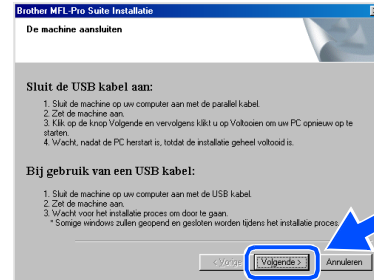 Brother MFL-Pro Suite Installatie
De machine aansluiten
Sluit de USB kabel aan:
1. Sluit de machine op uw computer aan met de parallel kabel.
2. Zet de machine aan.
3. Klik op de knop Volgende en vervolgens klikt u op Voltooien om uw PC opnieuw op te
starten.
4. Wacht, nadat de PC herstart is, totdat de installatie geheel voltooid is.
Bij gebruik van een USB kabel:
1. Sluit de machine op uw computer aan met de USB kabel.
2. Zet de machine aan.
3. Wacht voor het installatie proces om door te gaan.
* Somige windows zullen geopend en gesloten worden tijdens het installatie proces.
< Vorige Volgende > Annuleren